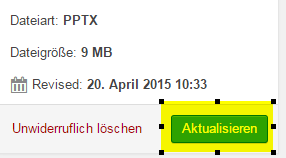 Dateiart: PPTX
Dateigröße: 9 MB
Revised: 20. April 2015 10:33
Unwiderruflich löschen Aktualisieren